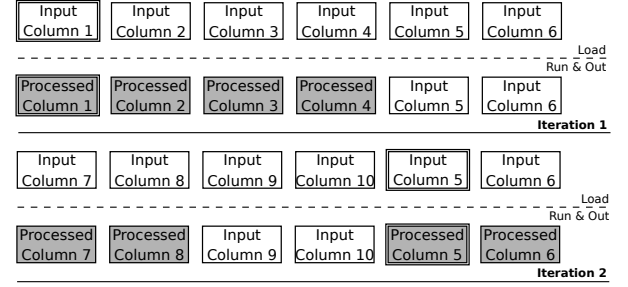 Input Input Input Input Input Input
Column 1 Column 2 Column 3 Column 4 Column 5 Column 6
Load
Run & Out
Processed Processed Processed Processed Input Input
Column 1 Column 2 Column 3 Column 4 Column 5 Column 6
Iteration 1
Input Input Input Input Input Input
Column 7 Column 8 Column 9 Column 10 Column 5 Column 6
Load
Run & Out
Processed Processed Input Input Processed Processed
Column 7 Column 8 Column 9 Column 10 Column 5 Column 6
Iteration 2